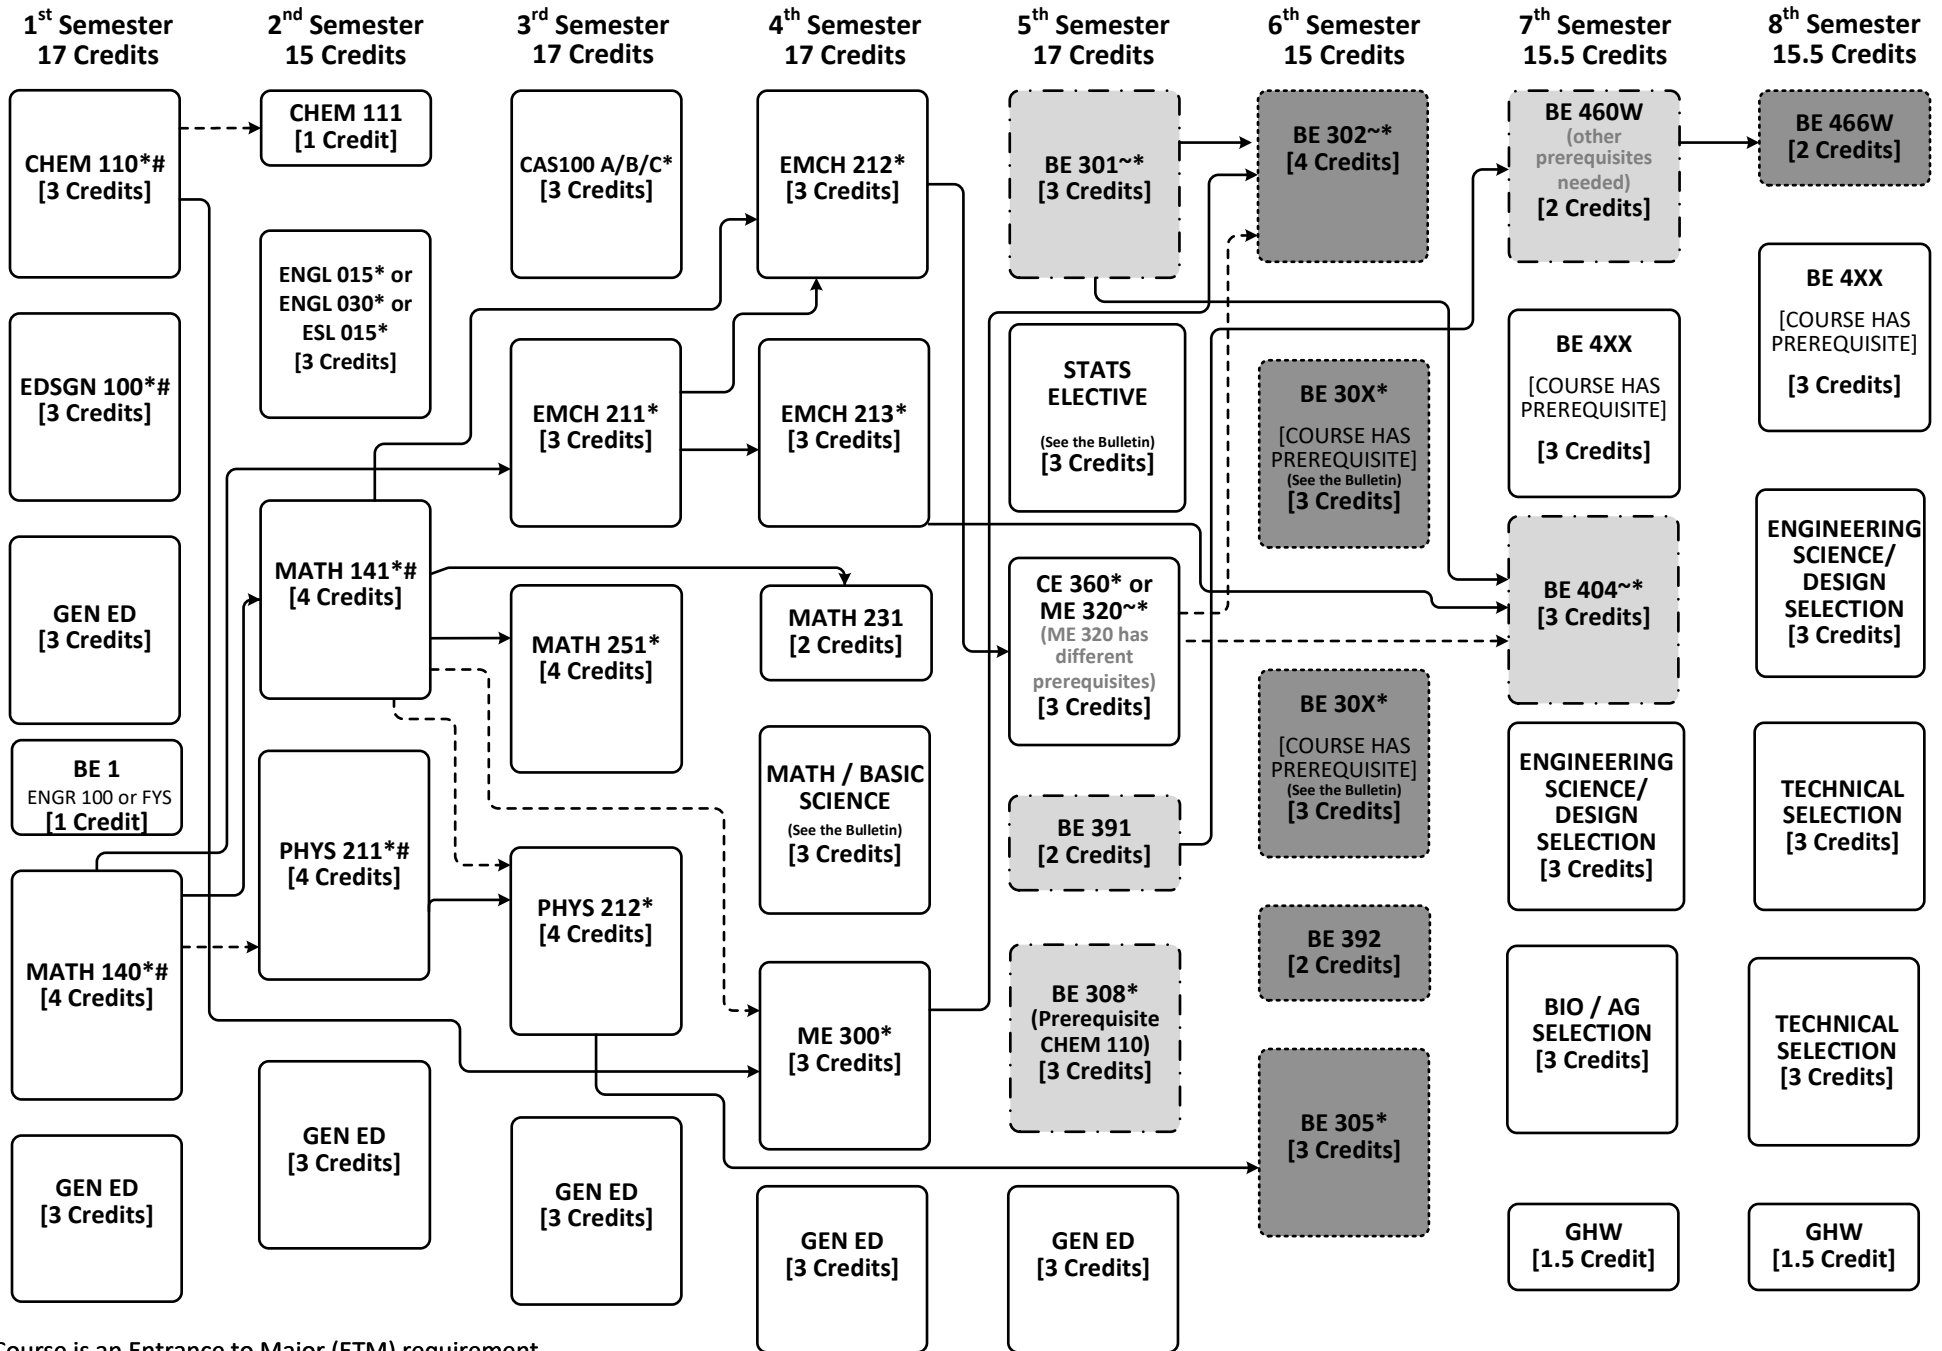 1st Semester
17 Credits
2nd Semester
15 Credits
3rd Semester
17 Credits
4th Semester
17 Credits
5th Semester
17 Credits
6th Semester
15 Credits
7th Semester
15.5 Credits
8th Semester
15.5 Credits
CHEM 110*#
[3 Credits]
EDSGN 100*#
[3 Credits]
GEN ED
[3 Credits]
BE 1
ENGR 100 or FYS
[1 Credit]
MATH 140*#
[4 Credits]
GEN ED
[3 Credits]
CHEM 111
[1 Credit]
ENGL 015* or
ENGL 030* or
ESL 015*
[3 Credits]
MATH 141*#
[4 Credits]
PHYS 211*#
[4 Credits]
GEN ED
[3 Credits]
CAS100 A/B/C*
[3 Credits]
EMCH 211*
[3 Credits]
MATH 251*
[4 Credits]
PHYS 212*
[4 Credits]
GEN ED
[3 Credits]
EMCH 212*
[3 Credits]
EMCH 213*
[3 Credits]
MATH 231
[2 Credits]
MATH / BASIC
SCIENCE
(See the Bulletin)
[3 Credits]
ME 300*
[3 Credits]
GEN ED
[3 Credits]
BE 301~*
[3 Credits]
STATS
ELECTIVE
(See the Bulletin)
[3 Credits]
CE 360* or
ME 320~*
(ME 320 has
different
prerequisites)
[3 Credits]
BE 391
[2 Credits]
BE 308*
(Prerequisite
CHEM 110)
[3 Credits]
GEN ED
[3 Credits]
BE 302~*
[4 Credits]
BE 30X*
[COURSE HAS
PREREQUISITE]
(See the Bulletin)
[3 Credits]
BE 30X*
[COURSE HAS
PREREQUISITE]
(See the Bulletin)
[3 Credits]
BE 392
[2 Credits]
BE 305*
[3 Credits]
BE 460W
(other
prerequisites
needed)
[2 Credits]
BE 4XX
[COURSE HAS
PREREQUISITE]
[3 Credits]
BE 404~*
[3 Credits]
ENGINEERING
SCIENCE/
DESIGN
SELECTION
[3 Credits]
BIO / AG
SELECTION
[3 Credits]
GHW
[1.5 Credit]
BE 466W
[2 Credits]
BE 4XX
[COURSE HAS
PREREQUISITE]
[3 Credits]
ENGINEERING
SCIENCE/
DESIGN
SELECTION
[3 Credits]
TECHNICAL
SELECTION
[3 Credits]
TECHNICAL
SELECTION
[3 Credits]
GHW
[1.5 Credit]
Course is an Entrance to Major (ETM) requirement